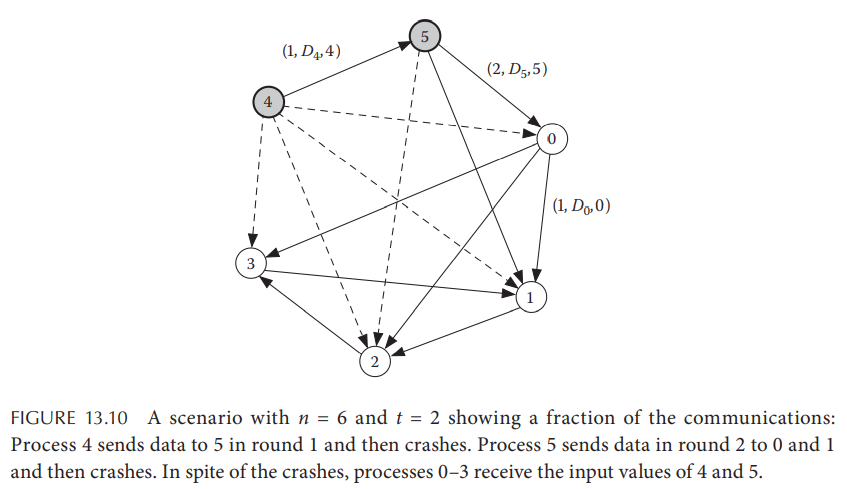 5
(1, D4,4)
(2, D5,5)
4
0
(1, D0,0)
3
1
2
FIGURE 13.10 A scenario with n = 6 and t = 2 showing a fraction of the communications:
Process 4 sends data to 5 in round 1 and then crashes. Process 5 sends data in round 2 to 0 and 1
and then crashes. In spite of the crashes, processes 0–3 receive the input values of 4 and 5.